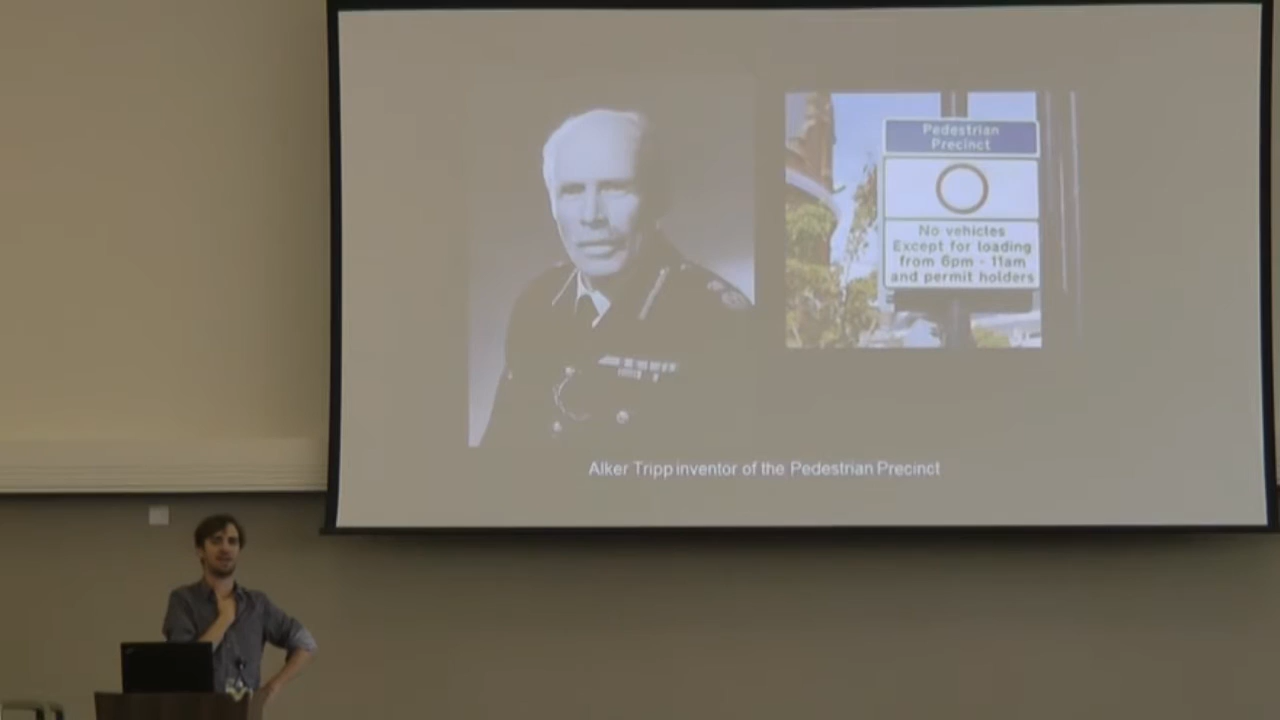 Pedestrian
Precinct
No vehicles
Except for loading
from 6pm - 11am
and permit holders
Alker Tripp inventor of the Pedestrian Precinct